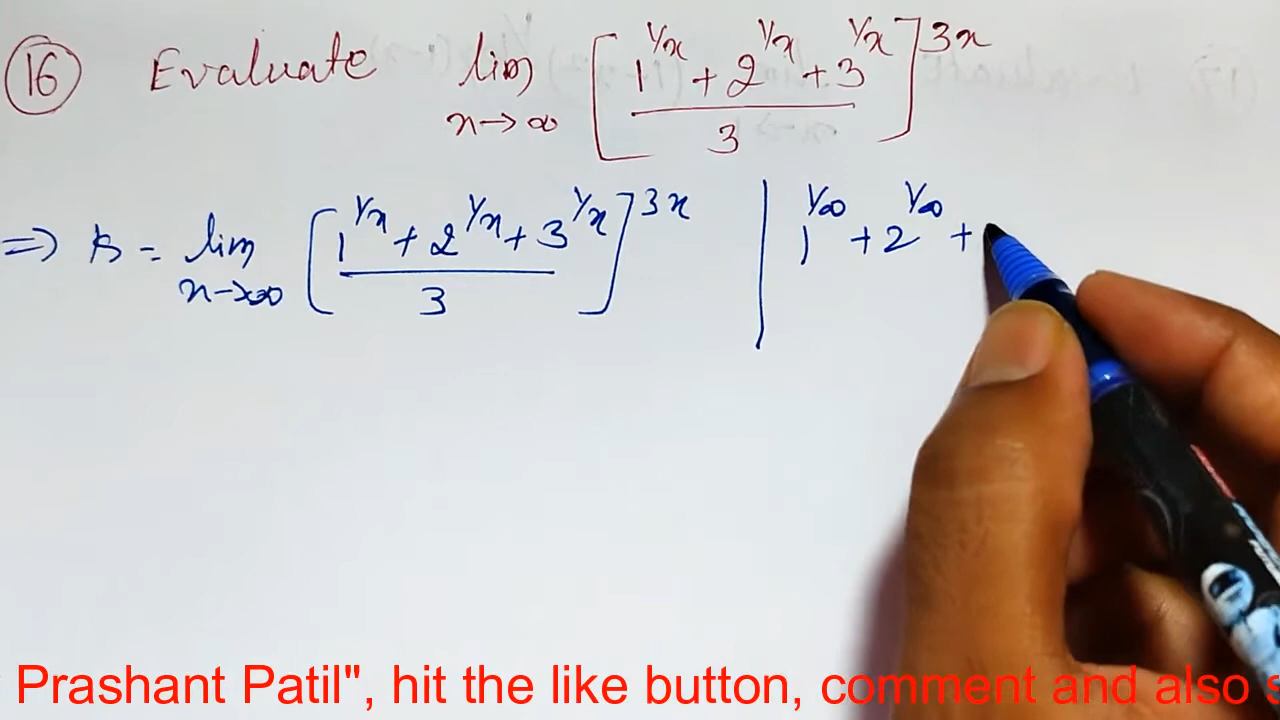 (16) Evaluate lim x→∞ [ (1^{1/x} + 2^{1/x} + 3^{1/x}) / 3 ]^{3x}
⇒ k = lim x→∞ [ (1^{1/x} + 2^{1/x} + 3^{1/x}) / 3 ]^{3x} | 1^{1/∞} + 2^{1/∞} +
Prashant Patil", hit the like button, comment and also s